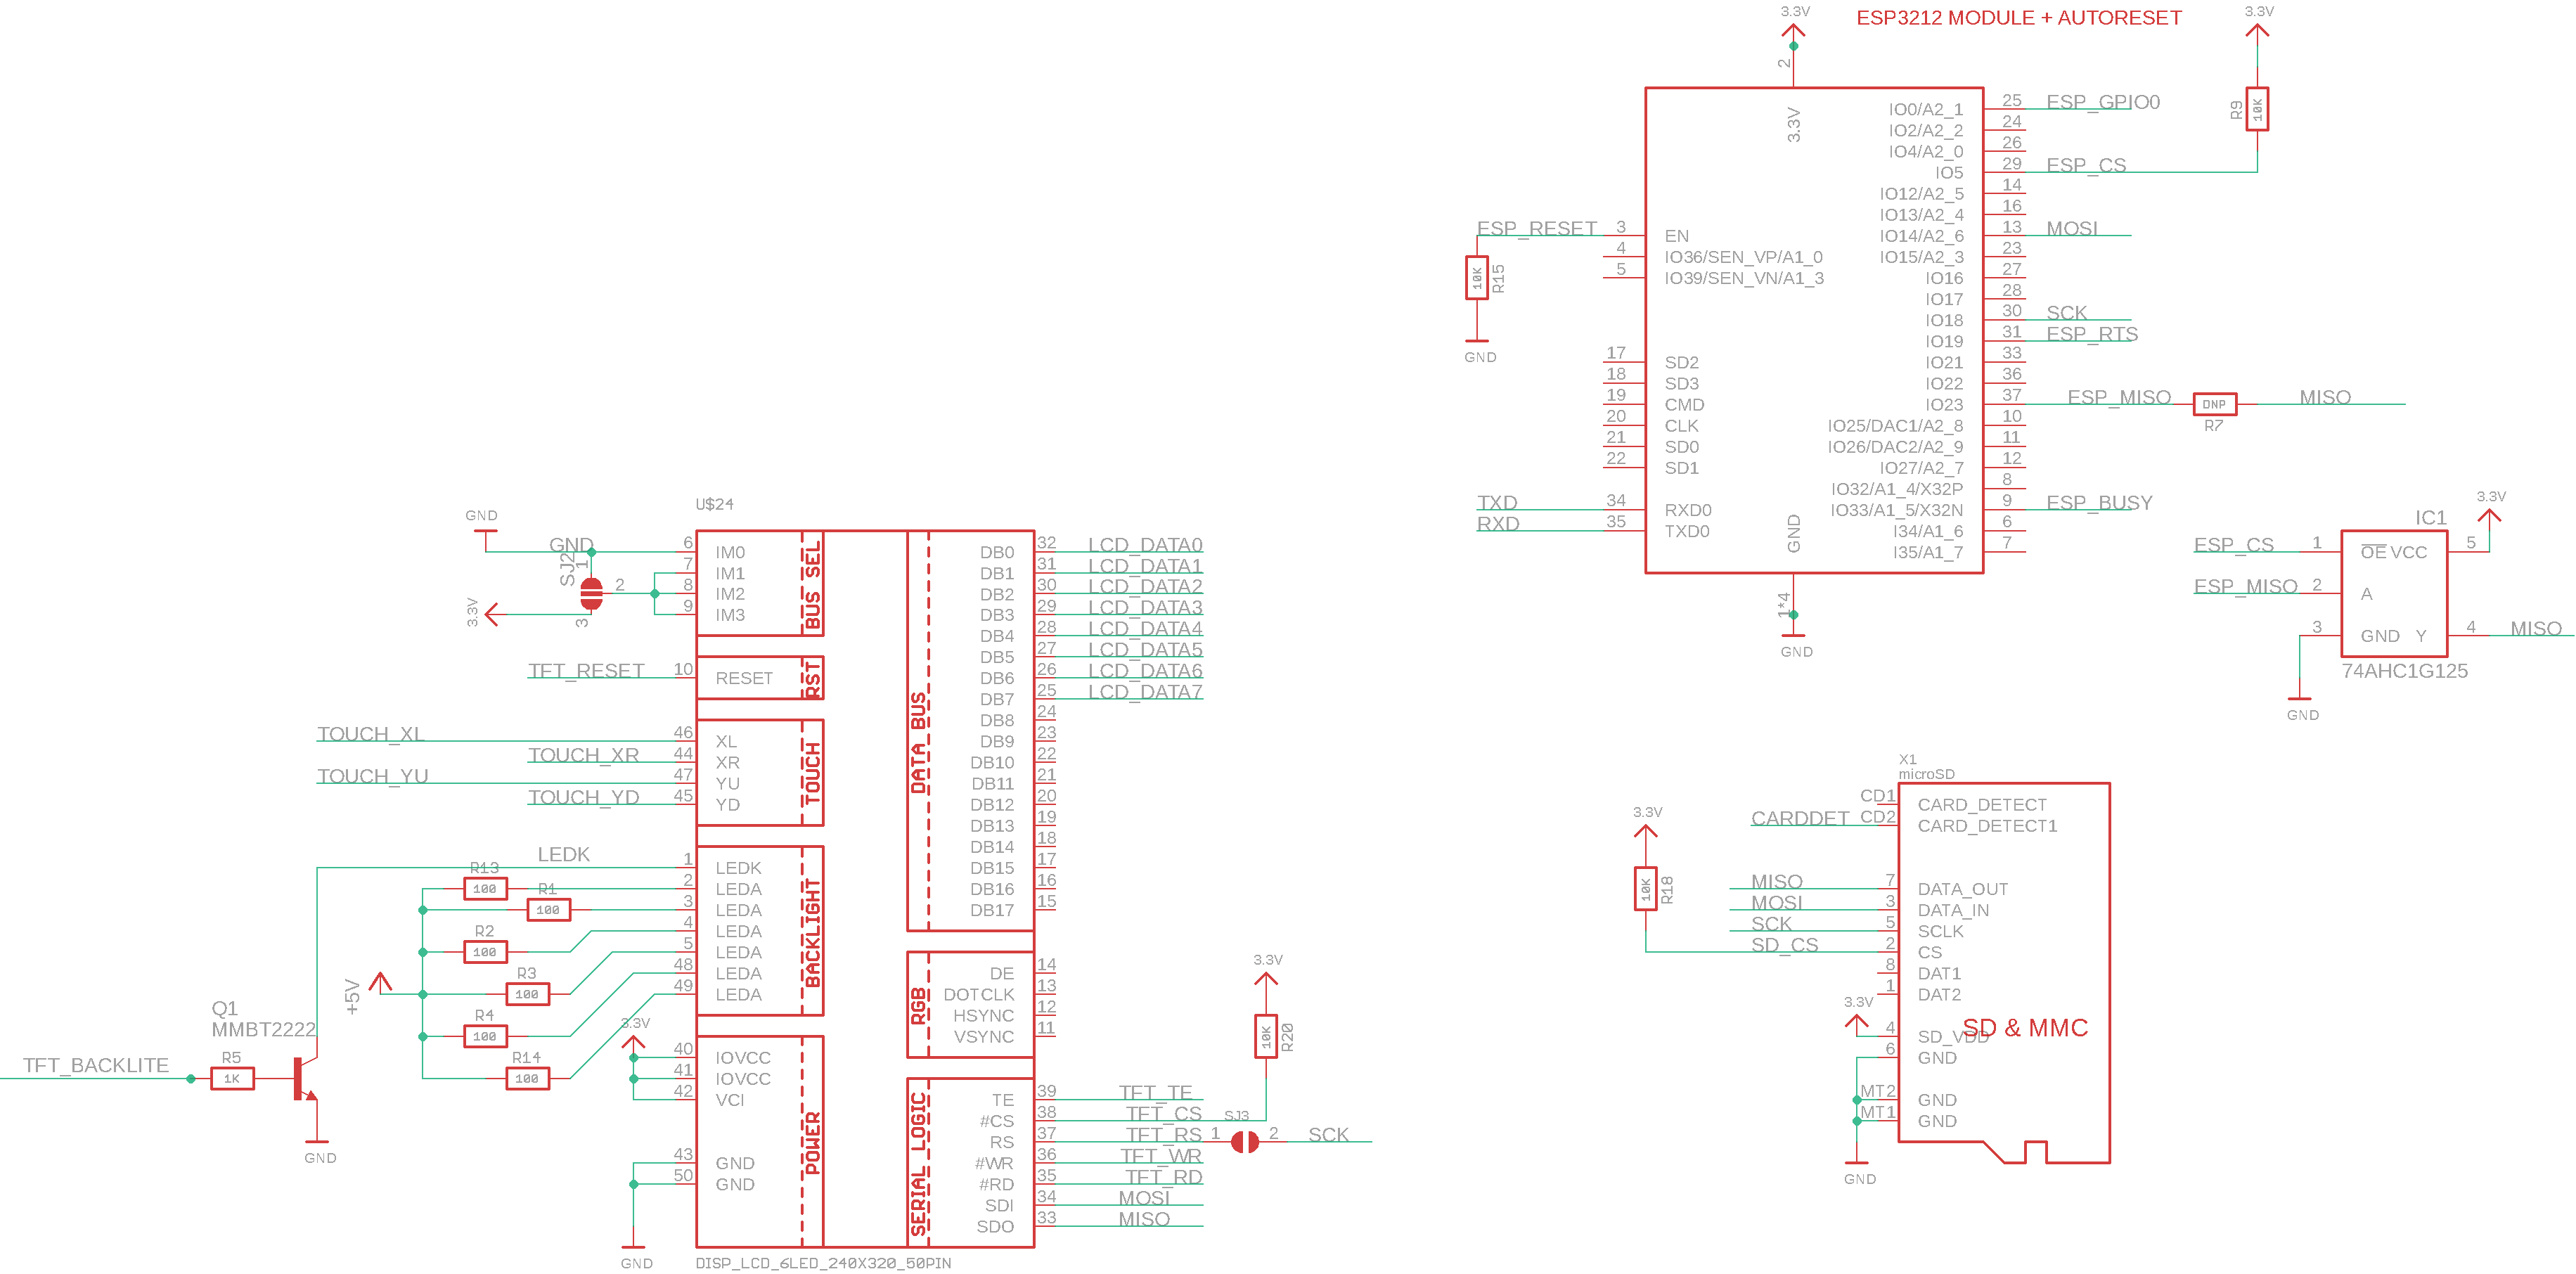 3.3V
ESP3212 MODULE + AUTORESET
3.3V
2
3.3V
IO0/A2_1 25 ESP_GPIO0
IO2/A2_2 24
IO4/A2_0 26
IO5 29 ESP_CS
IO12/A2_5 14
IO13/A2_4 16
IO14/A2_6 13 MOSI
IO15/A2_3 23
IO16 27
IO17 28
IO18 30 SCK
IO19 31 ESP_RTS
IO21 33
IO22 36
IO23 37 ESP_MISO
IO25/DAC1/A2_8 10
IO26/DAC2/A2_9 11
IO27/A2_7 12
IO32/A1_4/X32P 8
IO33/A1_5/X32N 9 ESP_BUSY
I34/A1_6 6
I35/A1_7 7
R9
10K
DNP
R7
MISO
ESP_RESET 3 EN
4 IO36/SEN_VP/A1_0
5 IO39/SEN_VN/A1_3
10K
R15
GND
17 SD2
18 SD3
19 CMD
20 CLK
21 SD0
22 SD1
TXD 34 RXD0
RXD 35 TXD0
GND
1*4
GND
3.3V
IC1
ESP_CS 1 OE VCC 5
ESP_MISO 2 A
3 GND Y 4 MISO
74AHC1G125
GND
U$24
GND
GND 6 IM0
7 IM1
8 IM2
9 IM3
SJ2
1
2
3
3.3V
BUS SEL
TFT_RESET 10 RESET
RST
TOUCH_XL 46 XL
TOUCH_XR 44 XR
TOUCH_YU 47 YU
TOUCH_YD 45 YD
TOUCH
LEDK 1 LEDK
R13 100 2 LEDA
R1 100 3 LEDA
R2 100 4 LEDA
R3 100 5 LEDA
R4 100 48 LEDA
R14 100 49 LEDA
BACKLIGHT
+5V
Q1
MMBT2222
TFT_BACKLITE
R5
1K
GND
3.3V
40 IOVCC
41 IOVCC
42 VCI
43 GND
50 GND
POWER
GND
DATA BUS
DB0 32 LCD_DATA0
DB1 31 LCD_DATA1
DB2 30 LCD_DATA2
DB3 29 LCD_DATA3
DB4 28 LCD_DATA4
DB5 27 LCD_DATA5
DB6 26 LCD_DATA6
DB7 25 LCD_DATA7
DB8 24
DB9 23
DB10 22
DB11 21
DB12 20
DB13 19
DB14 18
DB15 17
DB16 16
DB17 15
RGB
DE 14
DOTCLK 13
HSYNC 12
VSYNC 11
3.3V
10K
R20
SERIAL LOGIC
TE 39 TFT_TE
#CS 38 TFT_CS
RS 37 TFT_RS 1 SJ3 2 SCK
#WR 36 TFT_WR
#RD 35 TFT_RD
SDI 34 MOSI
SDO 33 MISO
DISP_LCD_6LED_240X320_50PIN
X1
microSD
CD1 CARD_DETECT
CARDDET CD2 CARD_DETECT1
3.3V
10K
R18
MISO 7 DATA_OUT
MOSI 3 DATA_IN
SCK 5 SCLK
SD_CS 2 CS
8 DAT1
1 DAT2
3.3V
4 SD_VDD
SD & MMC
6 GND
MT2 GND
MT1 GND
GND